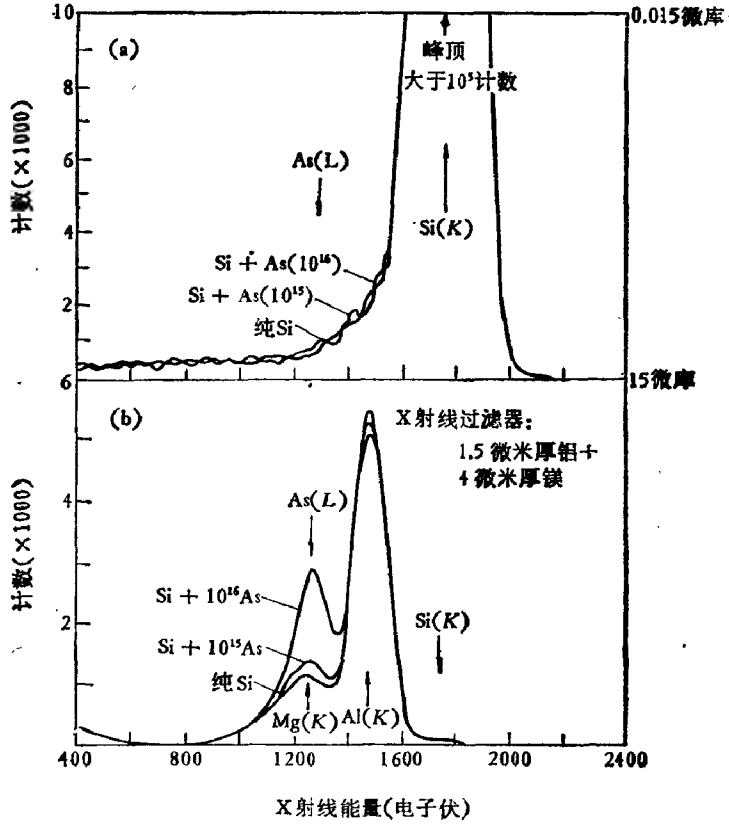 10
8
6
4
2
计数(×1000)
(a)
0.015微库
峰顶
大于10⁵计数
As(L)
Si(K)
Si + As(10¹⁶)
Si + As(10¹⁵)
纯Si
6
4
2
计数(×1000)
(b)
15微库
X射线过滤器:
1.5微米厚铝+
4微米厚镁
As(L)
Si + 10¹⁶As
Si(K)
Si + 10¹⁵As
纯Si
Mg(K) Al(K)
400 800 1200 1600 2000 2400
X射线能量(电子伏)